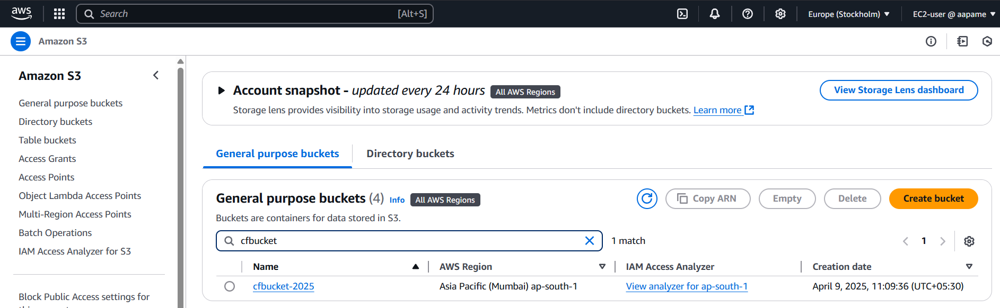 aws
Search [Alt+S] Europe (Stockholm) EC2-user @ aapame
Amazon S3
Amazon S3
General purpose buckets
Directory buckets
Table buckets
Access Grants
Access Points
Object Lambda Access Points
Multi-Region Access Points
Batch Operations
IAM Access Analyzer for S3
Block Public Access settings for
Account snapshot - updated every 24 hours All AWS Regions View Storage Lens dashboard
Storage lens provides visibility into storage usage and activity trends. Metrics don't include directory buckets. Learn more
General purpose buckets Directory buckets
General purpose buckets (4) Info All AWS Regions Copy ARN Empty Delete Create bucket
Buckets are containers for data stored in S3.
cfbucket 1 match 1
Name AWS Region IAM Access Analyzer Creation date
cfbucket-2025 Asia Pacific (Mumbai) ap-south-1 View analyzer for ap-south-1 April 9, 2025, 11:09:36 (UTC+05:30)